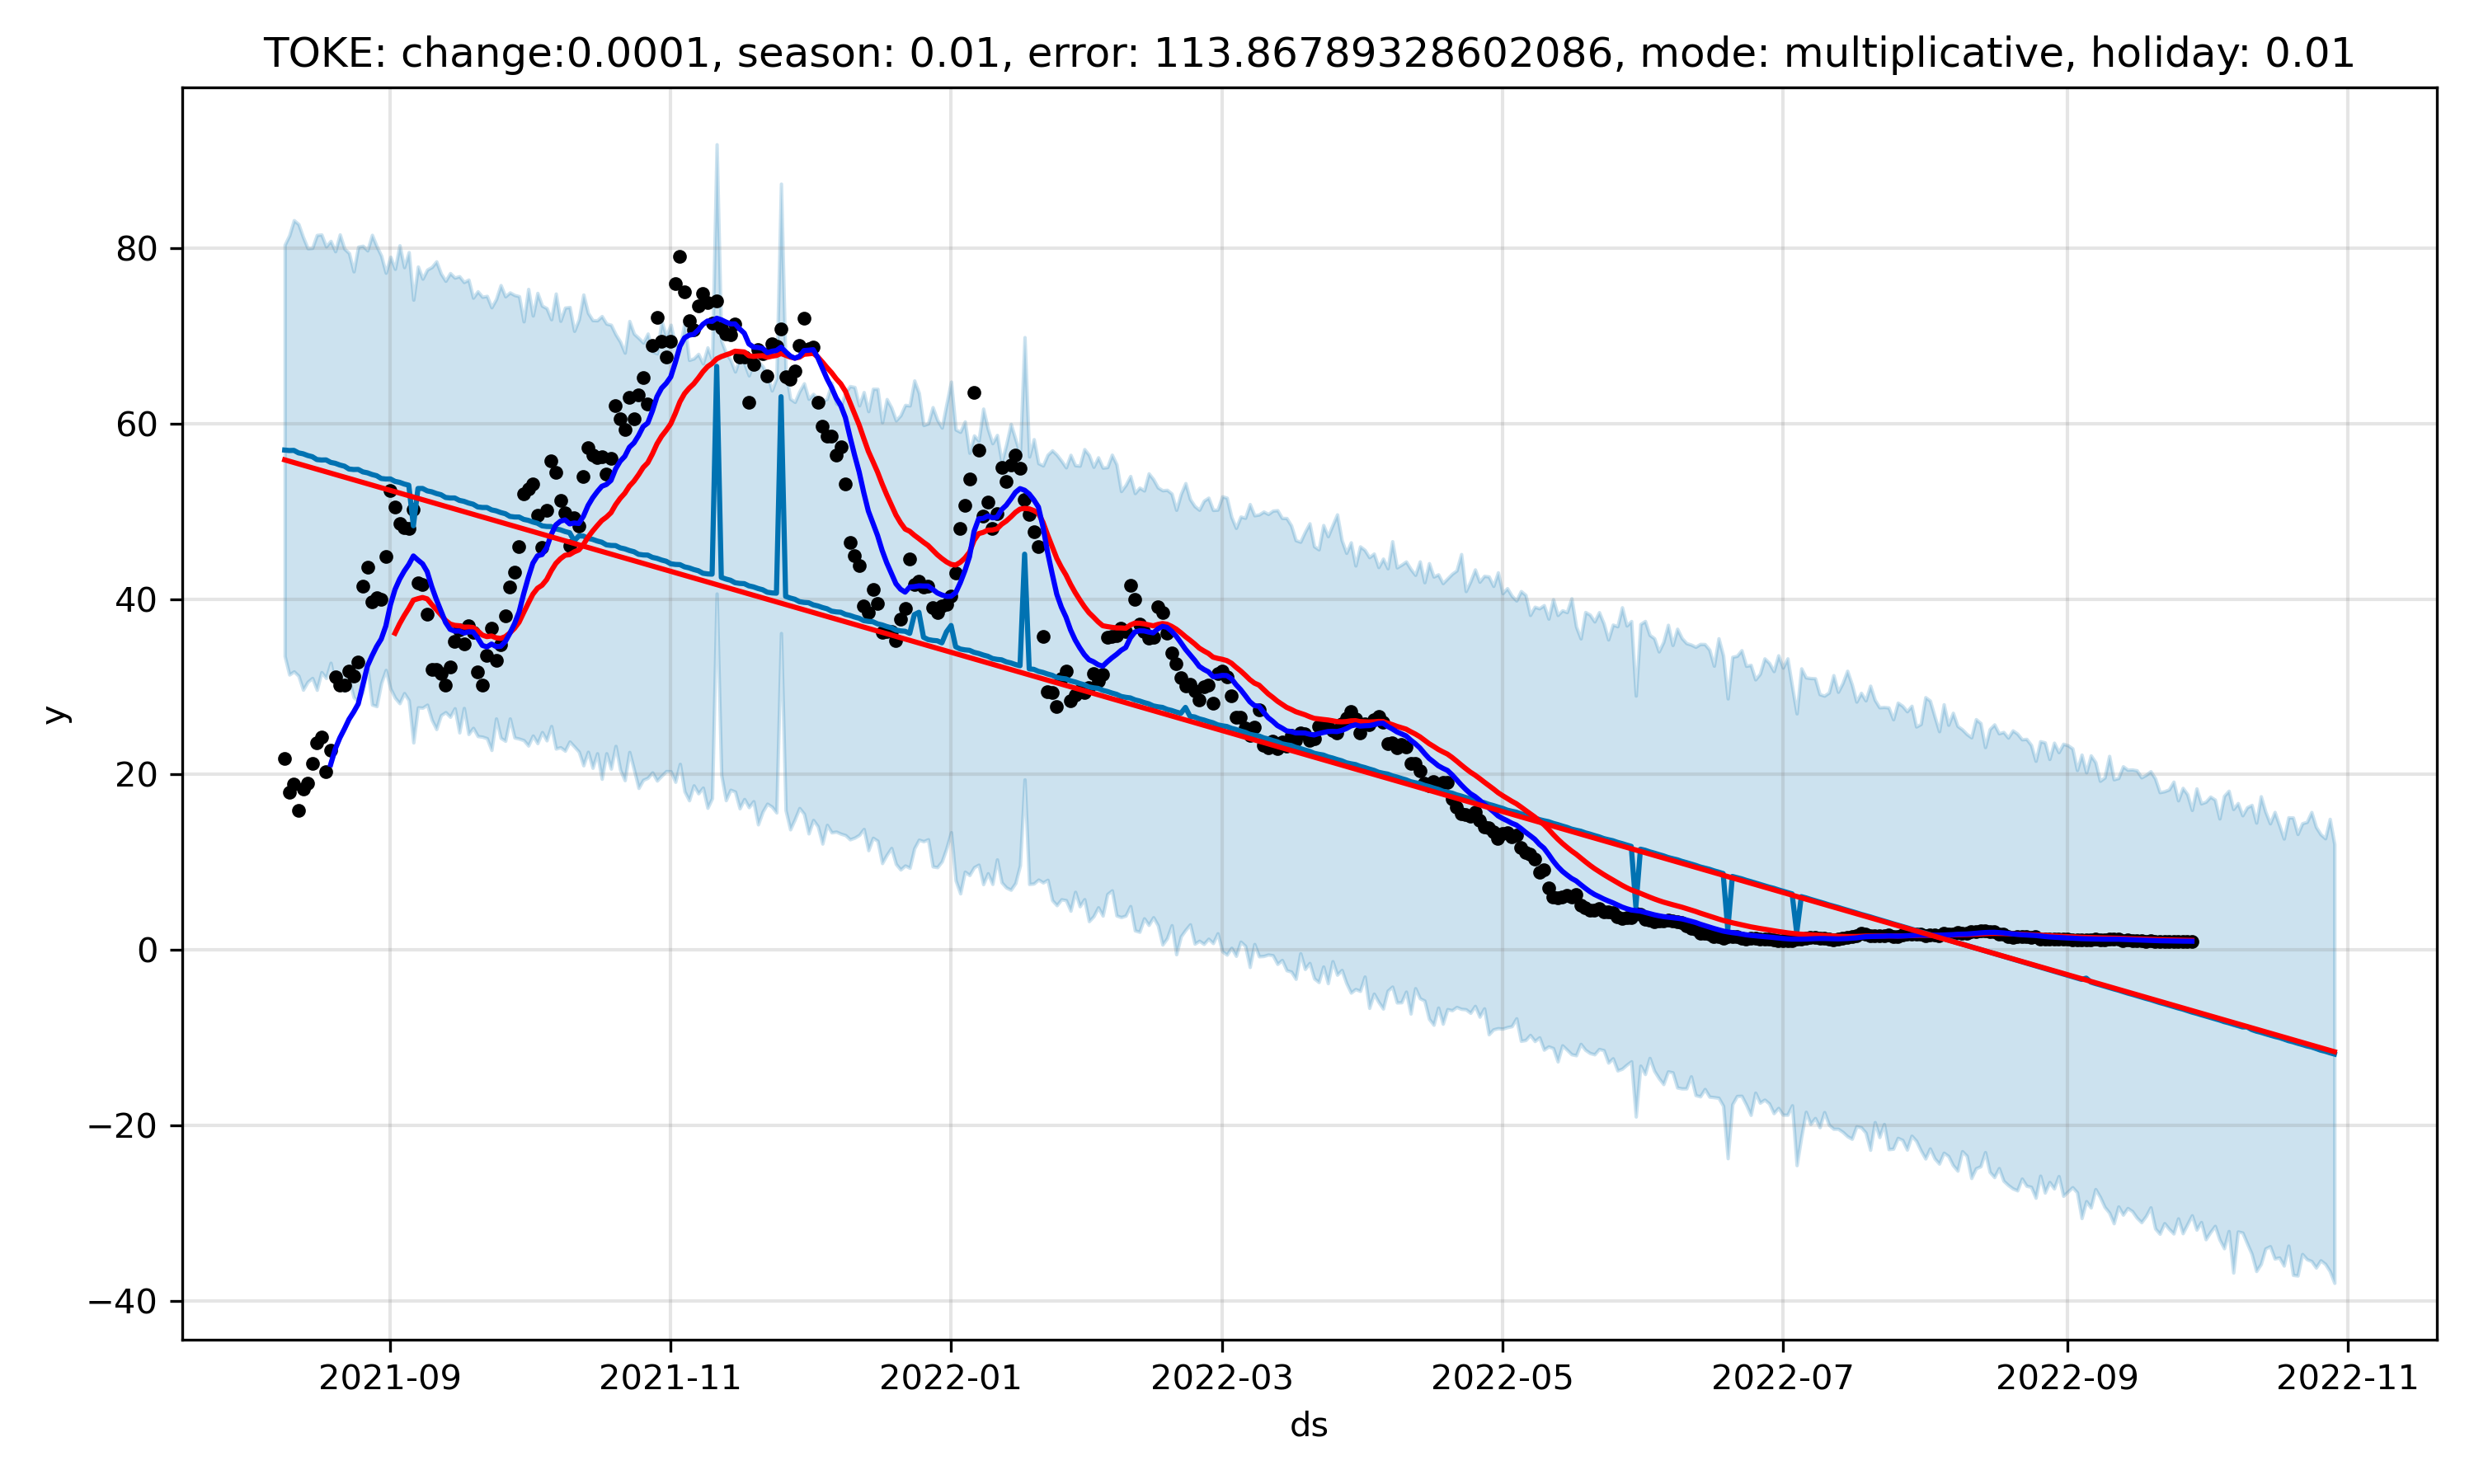 TOKE: change:0.0001, season: 0.01, error: 113.86789328602086, mode: multiplicative, holiday: 0.01
80
60
40
20
0
−20
−40
y
2021-09 2021-11 2022-01 2022-03 2022-05 2022-07 2022-09 2022-11
ds